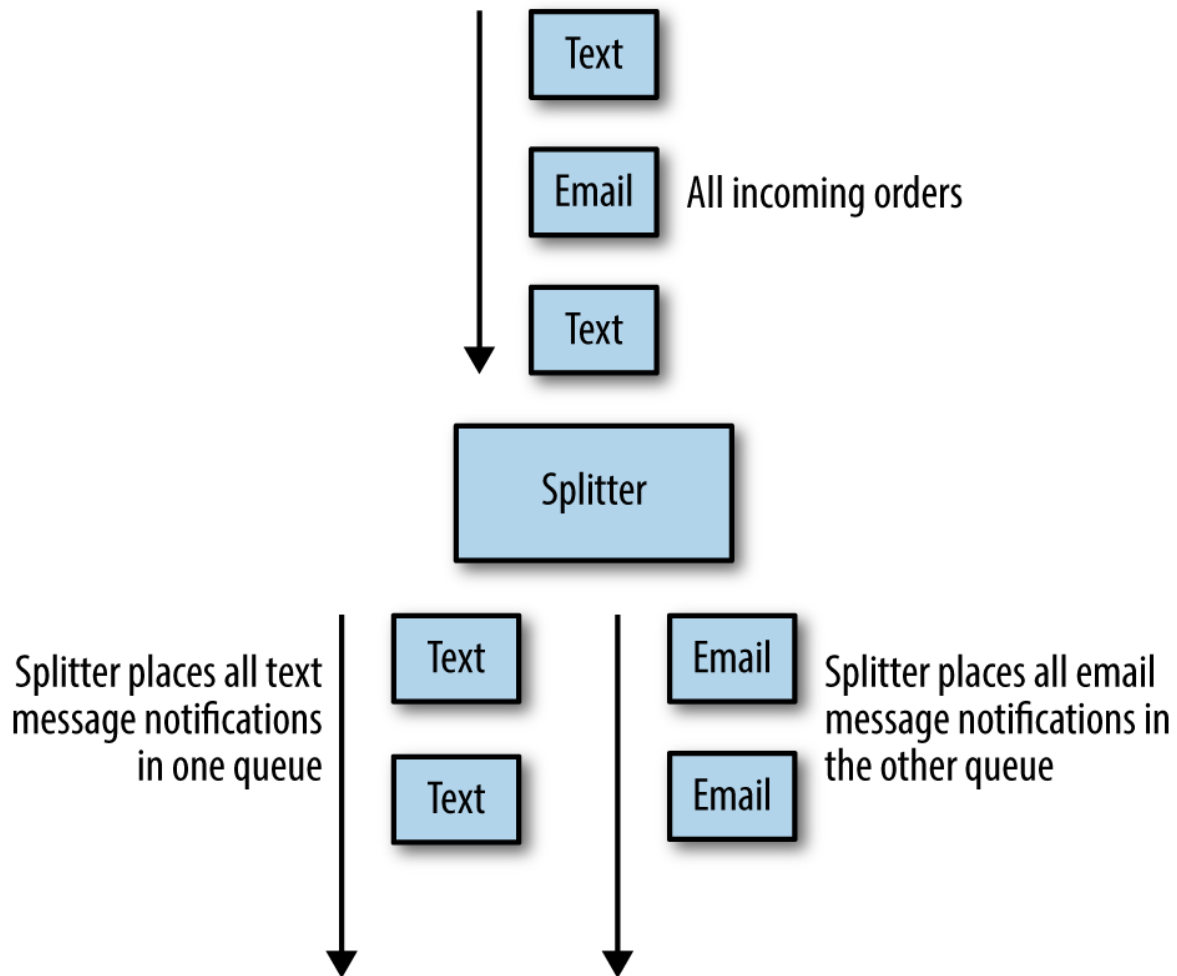 Text
Email
All incoming orders
Text
Splitter
Splitter places all text
message notifications
in one queue
Text
Text
Email
Email
Splitter places all email
message notifications in
the other queue